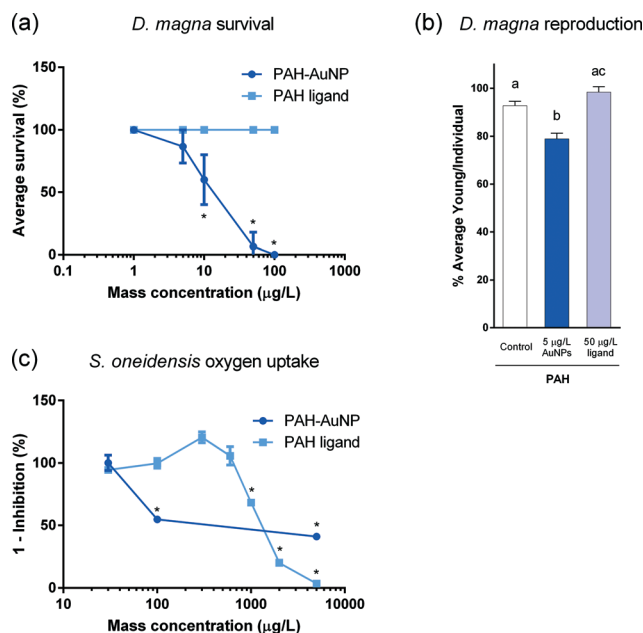 (a) D. magna survival
150
100
50
0
Average survival (%)
PAH-AuNP
PAH ligand
*
*
*
0.1 1 10 100 1000
Mass concentration (μg/L)
(b) D. magna reproduction
100
80
60
40
20
0
% Average Young/Individual
a
b
ac
Control
5 μg/L
AuNPs
50 μg/L
ligand
PAH
(c) S. oneidensis oxygen uptake
150
100
50
0
1 - Inhibition (%)
PAH-AuNP
PAH ligand
*
*
*
*
*
10 100 1000 10000
Mass concentration (μg/L)